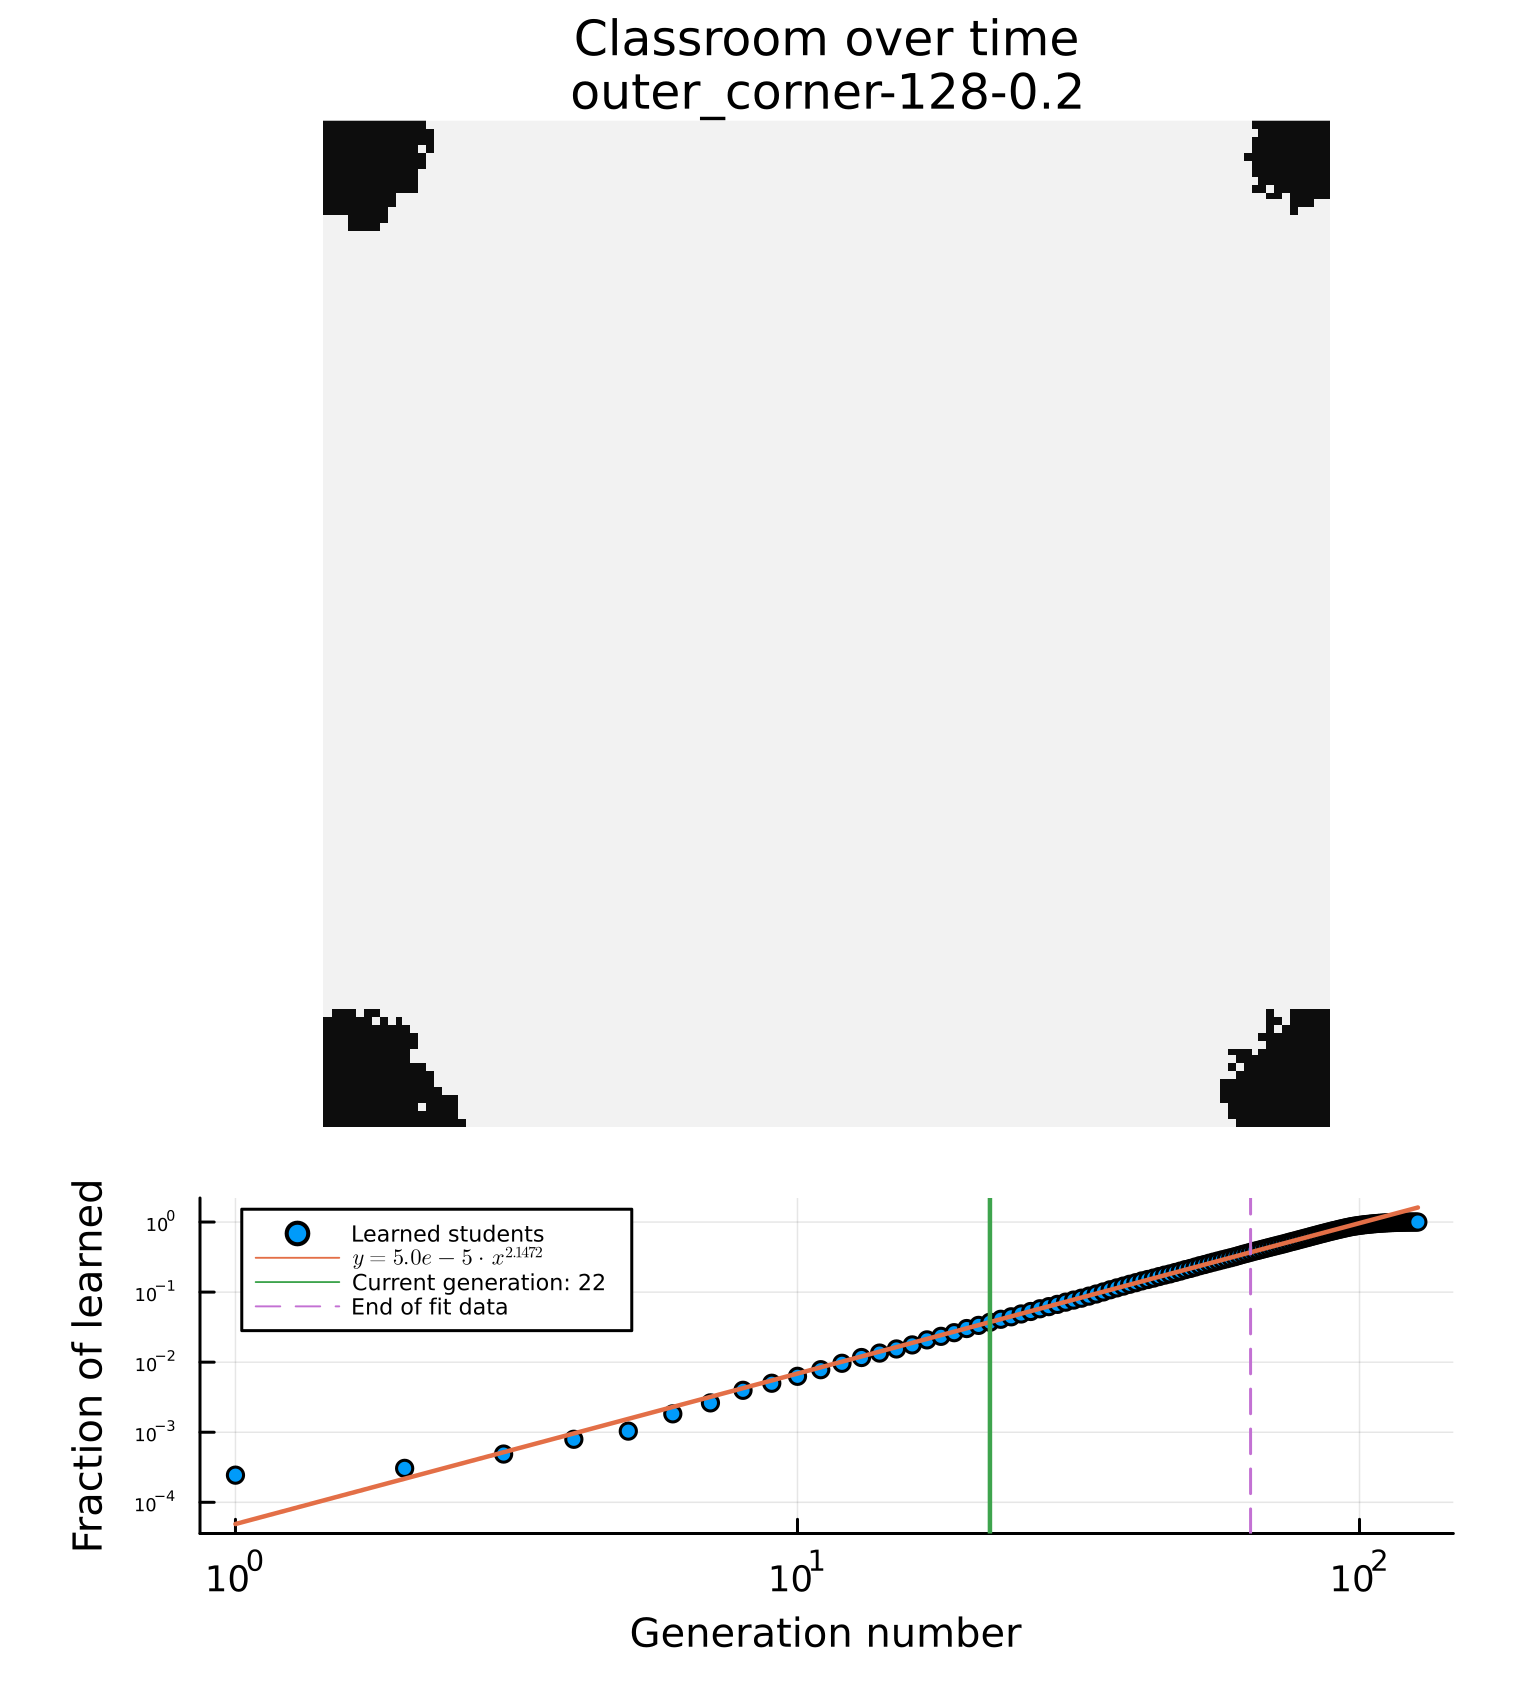 Classroom over time
outer_corner-128-0.2
Fraction of learned
10^0
10^-1
10^-2
10^-3
10^-4
Learned students
y = 5.0e − 5 · x^2.1472
Current generation: 22
End of fit data
10^0
10^1
10^2
Generation number